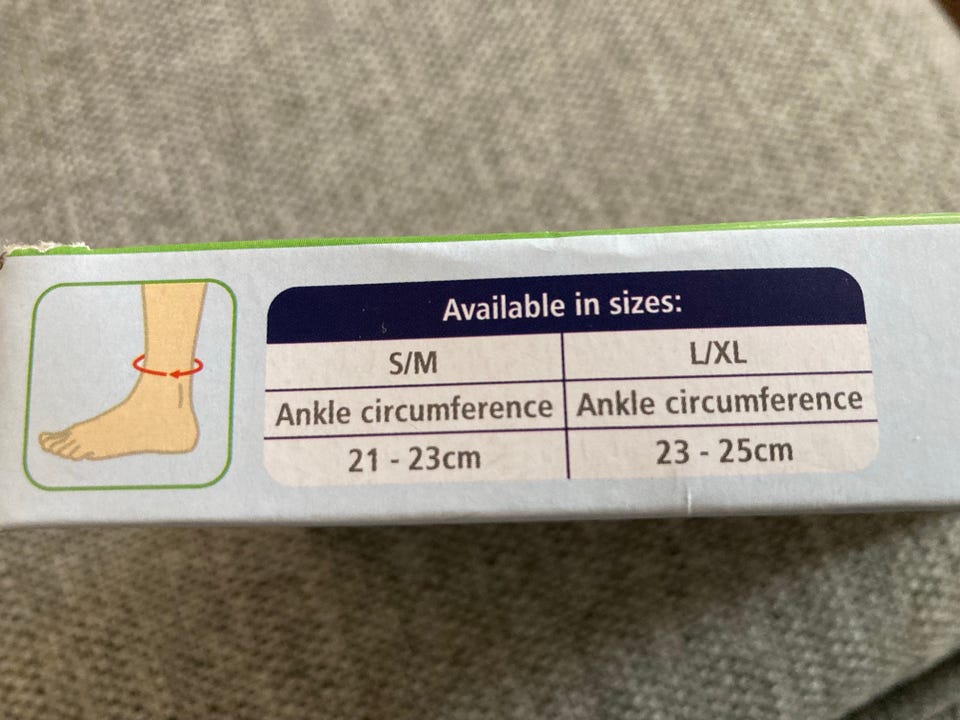 Available in sizes:
S/M L/XL
Ankle circumference Ankle circumference
21 - 23cm 23 - 25cm